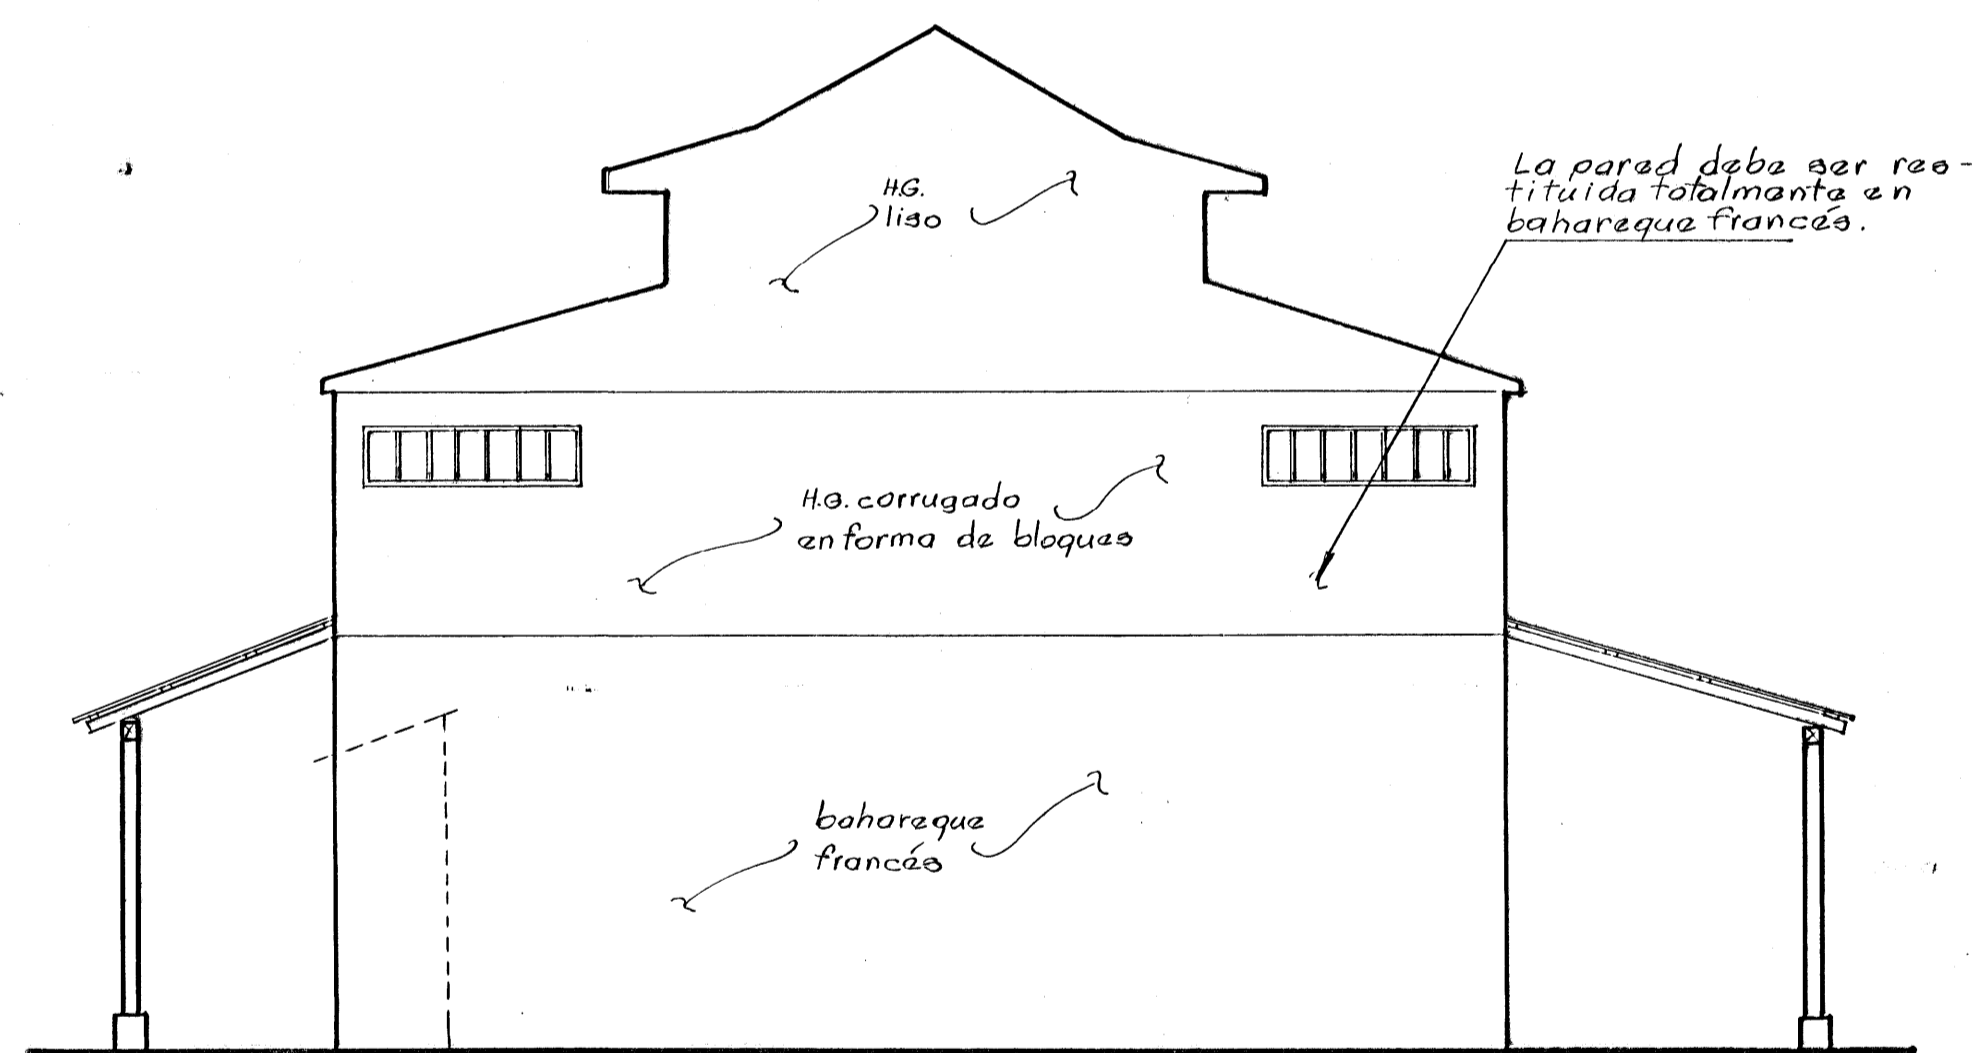 H.G.
liso
La pared debe ser res-
tituida totalmente en
bahareque francés.
H.G. corrugado
en forma de bloques
bahareque
francés